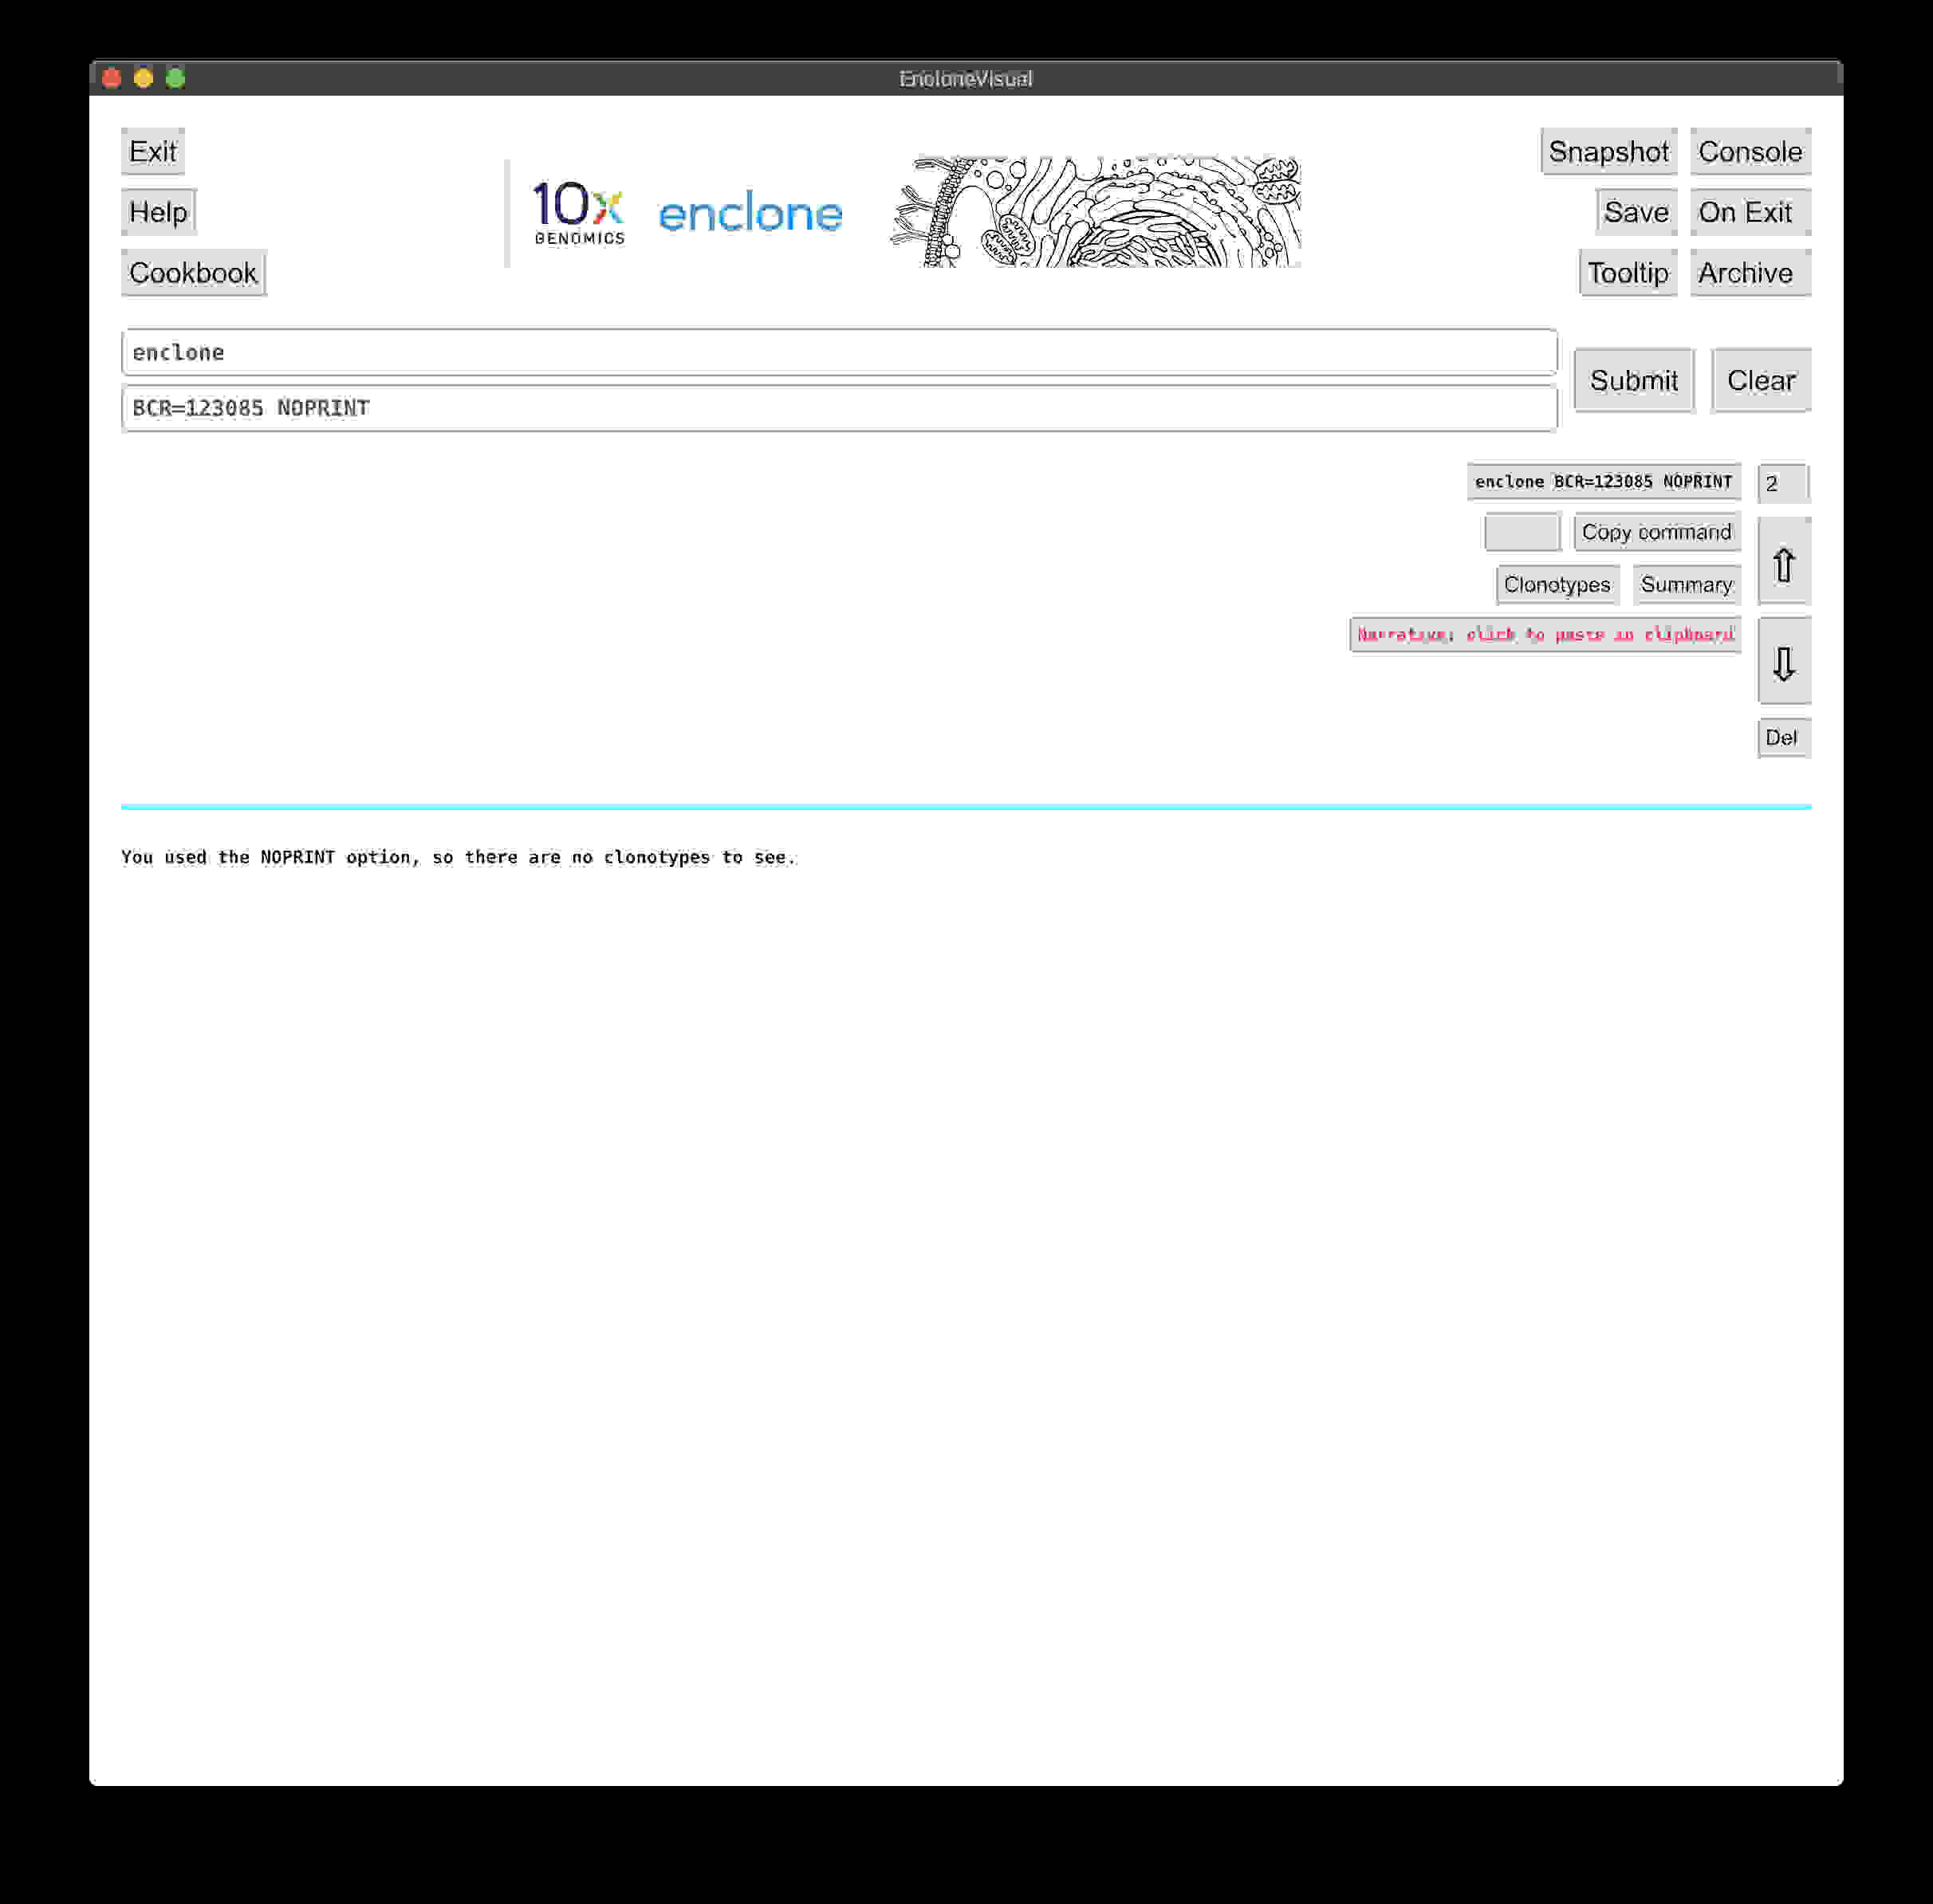 EncloneVisual
Exit
Snapshot Console
Help
10x GENOMICS
enclone
Save On Exit
Cookbook
Tooltip Archive
enclone
BCR=123085 NOPRINT
Submit Clear
enclone BCR=123085 NOPRINT 2
Copy command
⇧
Clonotypes Summary
Narrative: click to paste in clipboard
⇩
Del
You used the NOPRINT option, so there are no clonotypes to see.